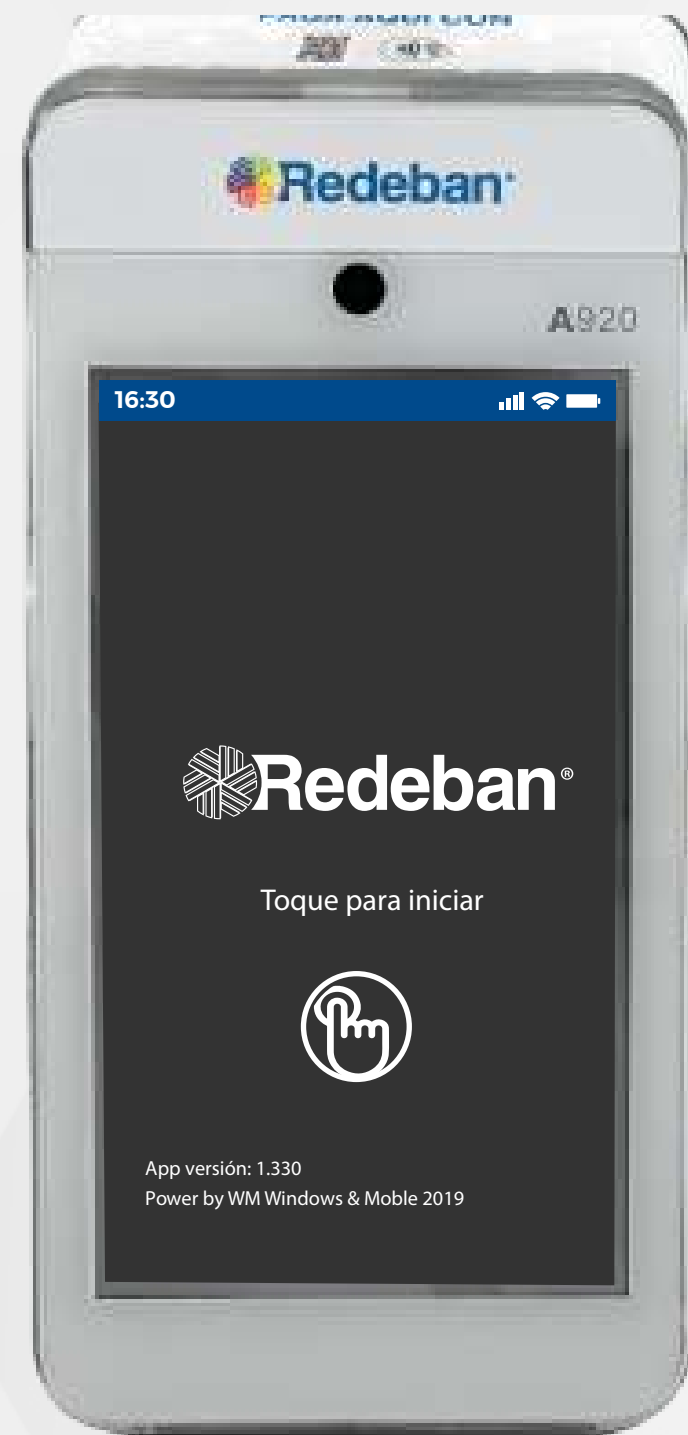 Redeban
A920
16:30
Redeban®
Toque para iniciar
App versión: 1.330
Power by WM Windows & Moble 2019